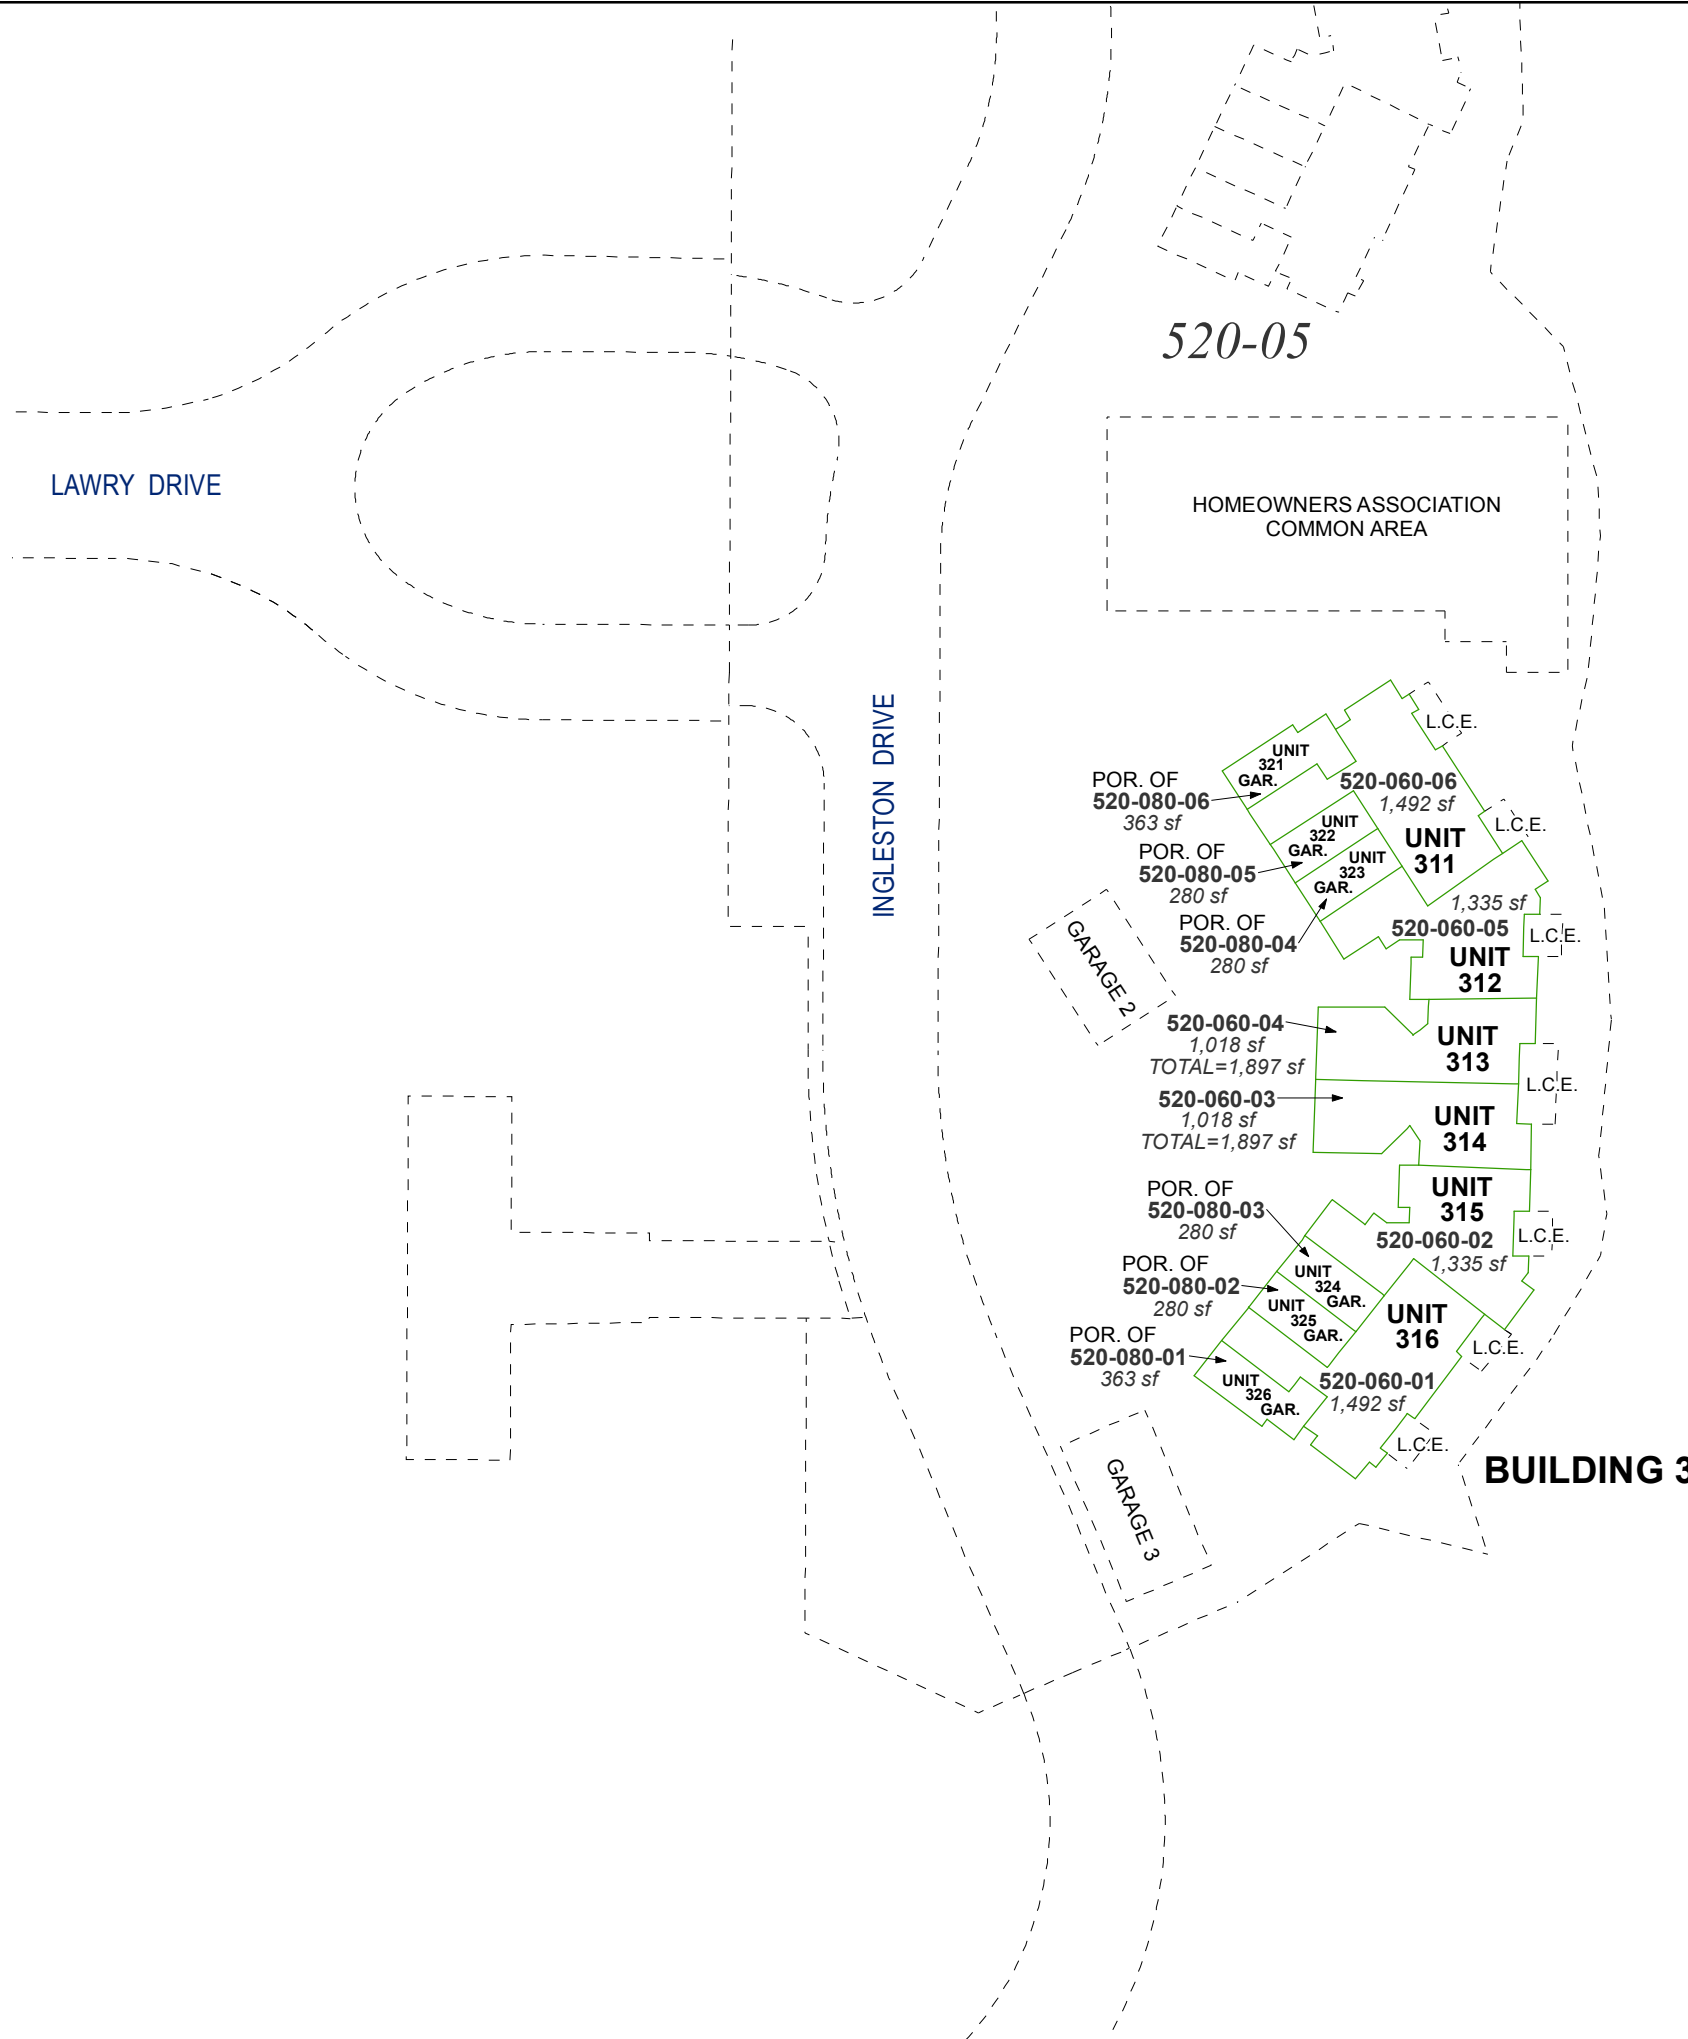 520-05
LAWRY DRIVE
HOMEOWNERS ASSOCIATION
COMMON AREA
INGLESTON DRIVE
L.C.E.
UNIT
321
GAR.
POR. OF
520-080-06
363 sf
520-060-06
1,492 sf
UNIT
311
L.C.E.
UNIT
322
GAR.
POR. OF
520-080-05
280 sf
UNIT
323
GAR.
POR. OF
520-080-04
280 sf
1,335 sf
520-060-05
UNIT
312
L.C.E.
GARAGE 2
520-060-04
1,018 sf
TOTAL=1,897 sf
UNIT
313
L.C.E.
520-060-03
1,018 sf
TOTAL=1,897 sf
UNIT
314
UNIT
315
520-060-02
1,335 sf
L.C.E.
POR. OF
520-080-03
280 sf
UNIT
324
GAR.
POR. OF
520-080-02
280 sf
UNIT
325
GAR.
UNIT
316
L.C.E.
POR. OF
520-080-01
363 sf
UNIT
326
GAR.
520-060-01
1,492 sf
L.C.E.
BUILDING 3
GARAGE 3